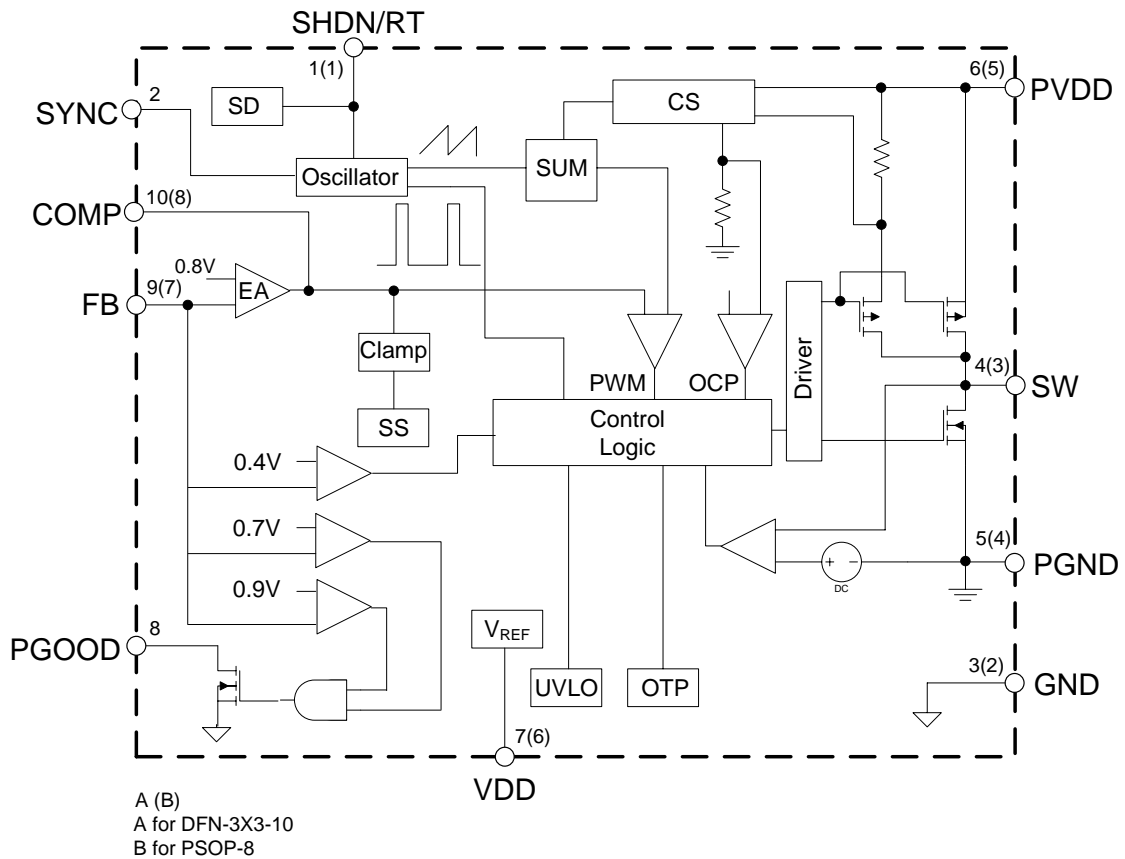 SHDN/RT
1(1)
6(5)
PVDD
2
SYNC
SD
CS
Oscillator
SUM
10(8)
COMP
0.8V
EA
9(7)
FB
Clamp
SS
PWM
OCP
Driver
4(3)
SW
Control
Logic
0.4V
0.7V
0.9V
+ -
DC
5(4)
PGND
8
PGOOD
VREF
UVLO
OTP
3(2)
GND
7(6)
VDD
A (B)
A for DFN-3X3-10
B for PSOP-8